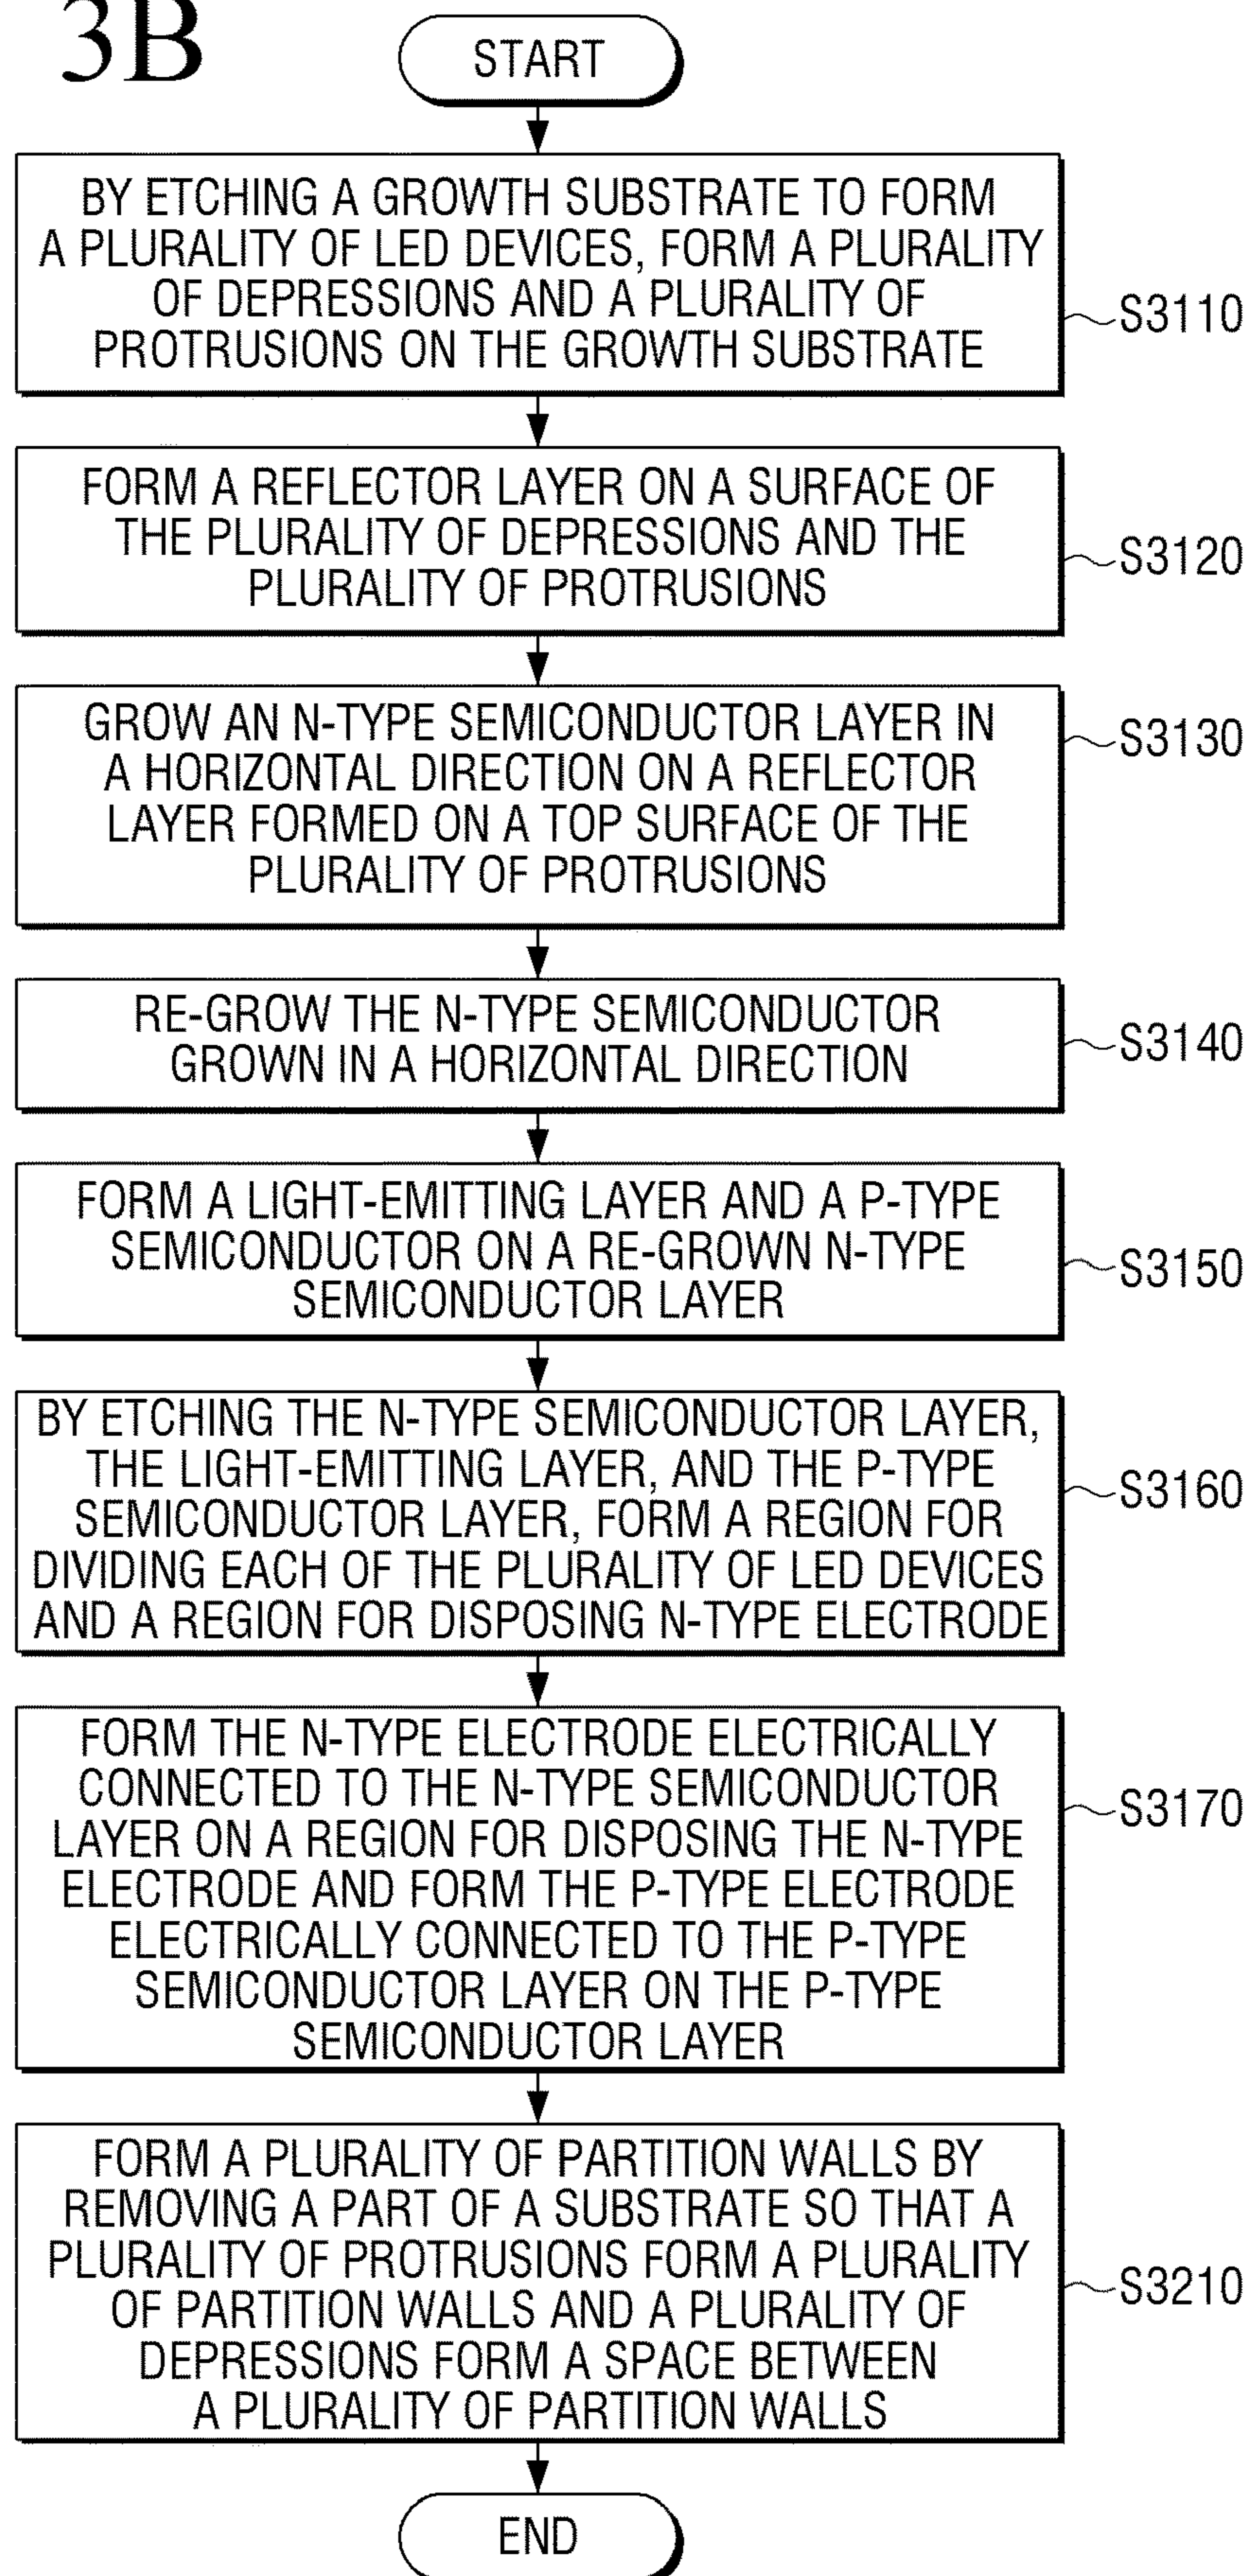 3B
START
BY ETCHING A GROWTH SUBSTRATE TO FORM
A PLURALITY OF LED DEVICES, FORM A PLURALITY
OF DEPRESSIONS AND A PLURALITY OF
PROTRUSIONS ON THE GROWTH SUBSTRATE
S3110
FORM A REFLECTOR LAYER ON A SURFACE OF
THE PLURALITY OF DEPRESSIONS AND THE
PLURALITY OF PROTRUSIONS
S3120
GROW AN N-TYPE SEMICONDUCTOR LAYER IN
A HORIZONTAL DIRECTION ON A REFLECTOR
LAYER FORMED ON A TOP SURFACE OF THE
PLURALITY OF PROTRUSIONS
S3130
RE-GROW THE N-TYPE SEMICONDUCTOR
GROWN IN A HORIZONTAL DIRECTION
S3140
FORM A LIGHT-EMITTING LAYER AND A P-TYPE
SEMICONDUCTOR ON A RE-GROWN N-TYPE
SEMICONDUCTOR LAYER
S3150
BY ETCHING THE N-TYPE SEMICONDUCTOR LAYER,
THE LIGHT-EMITTING LAYER, AND THE P-TYPE
SEMICONDUCTOR LAYER, FORM A REGION FOR
DIVIDING EACH OF THE PLURALITY OF LED DEVICES
AND A REGION FOR DISPOSING N-TYPE ELECTRODE
S3160
FORM THE N-TYPE ELECTRODE ELECTRICALLY
CONNECTED TO THE N-TYPE SEMICONDUCTOR
LAYER ON A REGION FOR DISPOSING THE N-TYPE
ELECTRODE AND FORM THE P-TYPE ELECTRODE
ELECTRICALLY CONNECTED TO THE P-TYPE
SEMICONDUCTOR LAYER ON THE P-TYPE
SEMICONDUCTOR LAYER
S3170
FORM A PLURALITY OF PARTITION WALLS BY
REMOVING A PART OF A SUBSTRATE SO THAT A
PLURALITY OF PROTRUSIONS FORM A PLURALITY
OF PARTITION WALLS AND A PLURALITY OF
DEPRESSIONS FORM A SPACE BETWEEN
A PLURALITY OF PARTITION WALLS
S3210
END